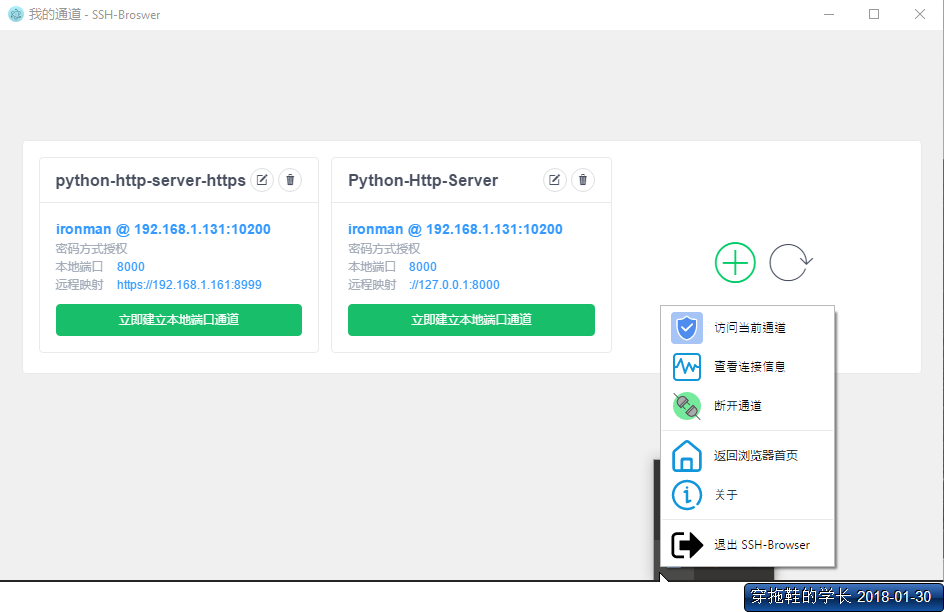 我的通道 - SSH-Broswer
python-http-server-https
ironman @ 192.168.1.131:10200
密码方式授权
本地端口 8000
远程映射 https://192.168.1.161:8999
立即建立本地端口通道
Python-Http-Server
ironman @ 192.168.1.131:10200
密码方式授权
本地端口 8000
远程映射 ://127.0.0.1:8000
立即建立本地端口通道
访问当前通道
查看连接信息
断开通道
返回浏览器首页
关于
退出 SSH-Browser
穿拖鞋的学长 2018-01-30